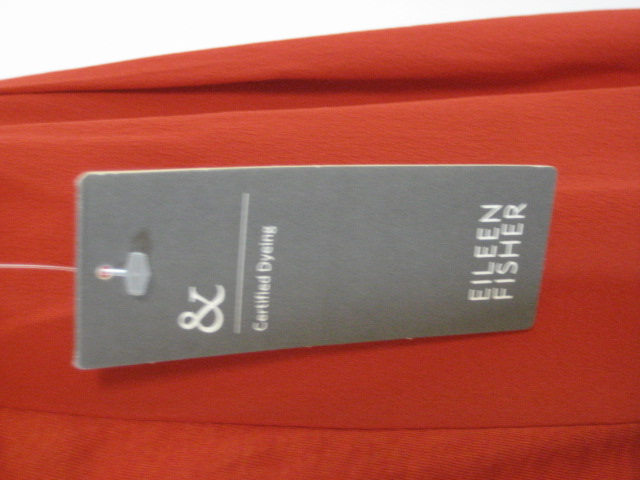 &
Certified Dyeing
EILEEN
FISHER